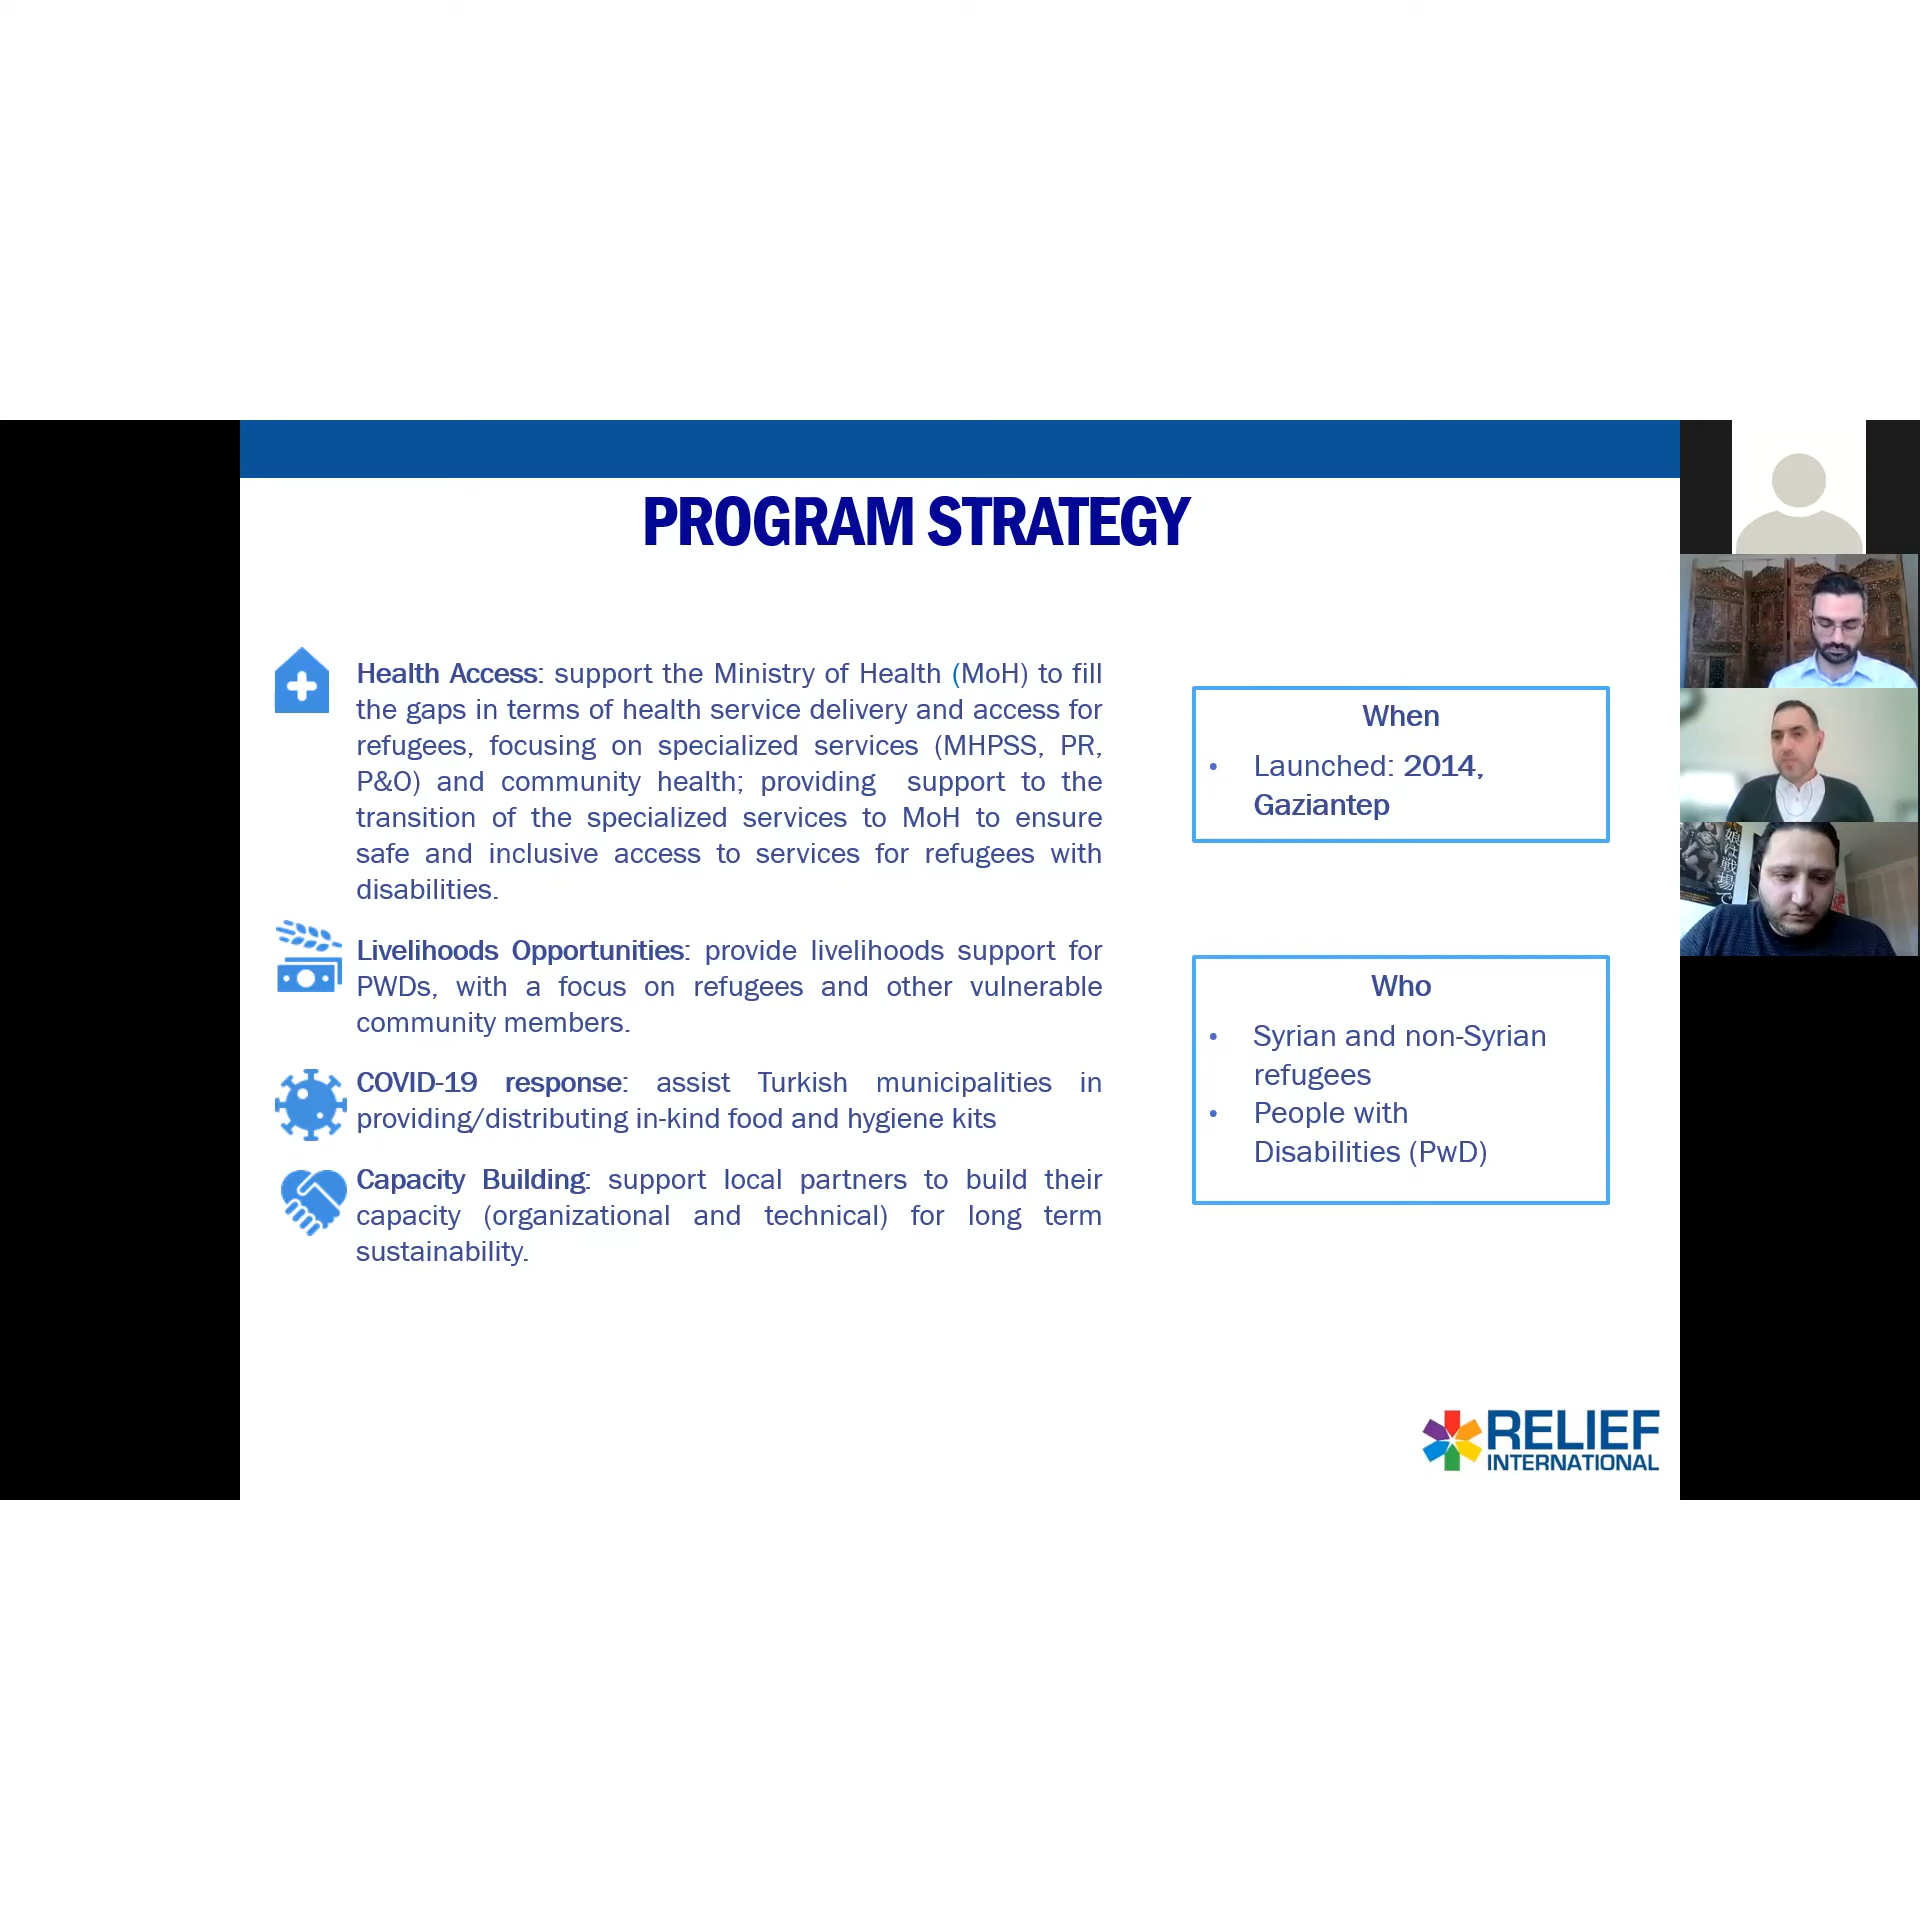 PROGRAM STRATEGY
Health Access: support the Ministry of Health (MoH) to fill
the gaps in terms of health service delivery and access for
refugees, focusing on specialized services (MHPSS, PR,
P&O) and community health; providing support to the
transition of the specialized services to MoH to ensure
safe and inclusive access to services for refugees with
disabilities.
Livelihoods Opportunities: provide livelihoods support for
PWDs, with a focus on refugees and other vulnerable
community members.
COVID-19 response: assist Turkish municipalities in
providing/distributing in-kind food and hygiene kits
Capacity Building: support local partners to build their
capacity (organizational and technical) for long term
sustainability.
When
• Launched: 2014,
Gaziantep
Who
• Syrian and non-Syrian
refugees
• People with
Disabilities (PwD)
RELIEF
INTERNATIONAL
娘は戦場で